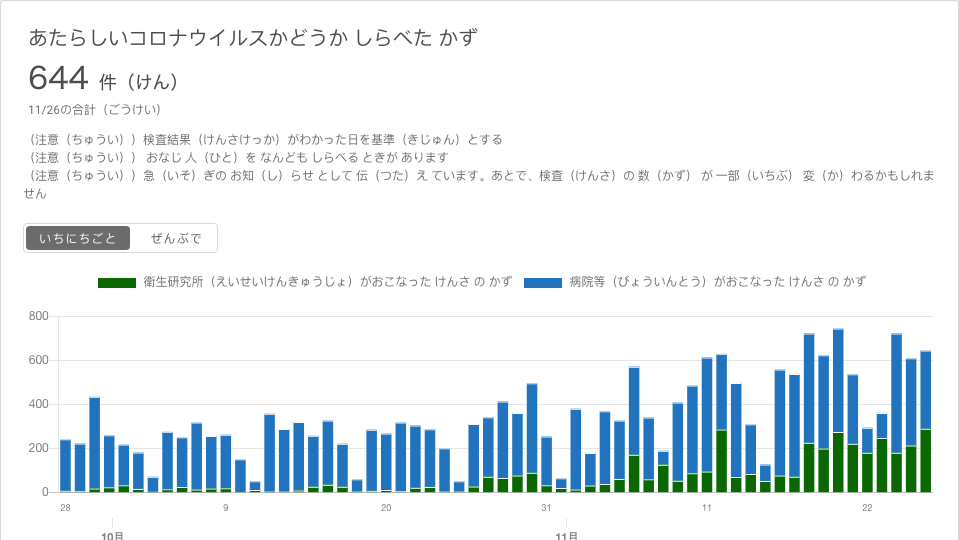 あたらしいコロナウイルスかどうか しらべた かず
644 件（けん）
11/26の合計（ごうけい）
（注意（ちゅうい））検査結果（けんさけっか）がわかった日を基準（きじゅん）とする
（注意（ちゅうい）） おなじ 人（ひと）を なんども しらべる ときが あります
（注意（ちゅうい））急（いそ）ぎの お知（し）らせ として 伝（つた）え ています。あとで、検査（けんさ）の 数（かず） が 一部（いちぶ） 変（か）わるかもしれま
せん
いちにちごと ぜんぶで
衛生研究所（えいせいけんきゅうじょ）がおこなった けんさ の かず 病院等（びょういんとう）がおこなった けんさ の かず
800
600
400
200
0
28 9 20 31 11 22
10月 11月